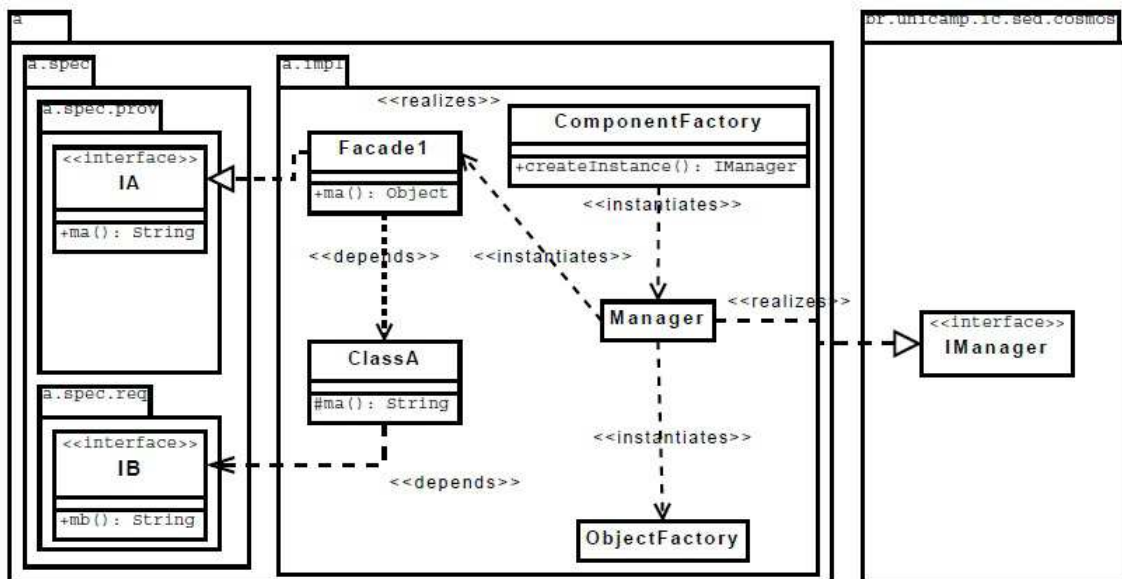 a
br.unicamp.ic.sed.cosmos
a.spec
a.impl
<<realizes>>
a.spec.prov
ComponentFactory
Facade1
<<interface>>
IA
+createInstance(): IManager
+ma(): Object
<<instantiates>>
+ma(): String
<<depends>>
<<instantiates>>
<<realizes>>
Manager
<<interface>>
IManager
ClassA
a.spec.req
#ma(): String
<<interface>>
IB
<<instantiates>>
<<depends>>
+mb(): String
ObjectFactory